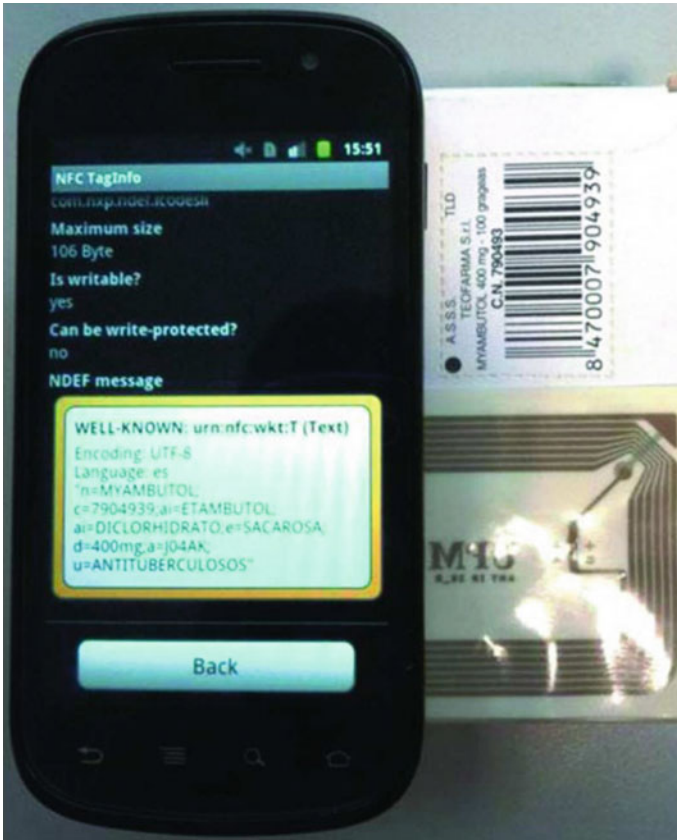 15:51
NFC TagInfo
com.nxp.ndef.icodesli
Maximum size
106 Byte
Is writable?
yes
Can be write-protected?
no
NDEF message
WELL-KNOWN: urn:nfc:wkt:T (Text)
Encoding: UTF-8
Language: es
"n=MYAMBUTOL;
c=7904939,ai=ETAMBUTOL;
ai=DICLORHIDRATO,e=SACAROSA;
d=400mg,a=J04AK;
u=ANTITUBERCULOSOS"
Back
A.S.S.S. TLD
TEOFARMA S.r.l.
MYAMBUTOL 400 mg - 100 grageas
C.N. 790493
8 470007 904939